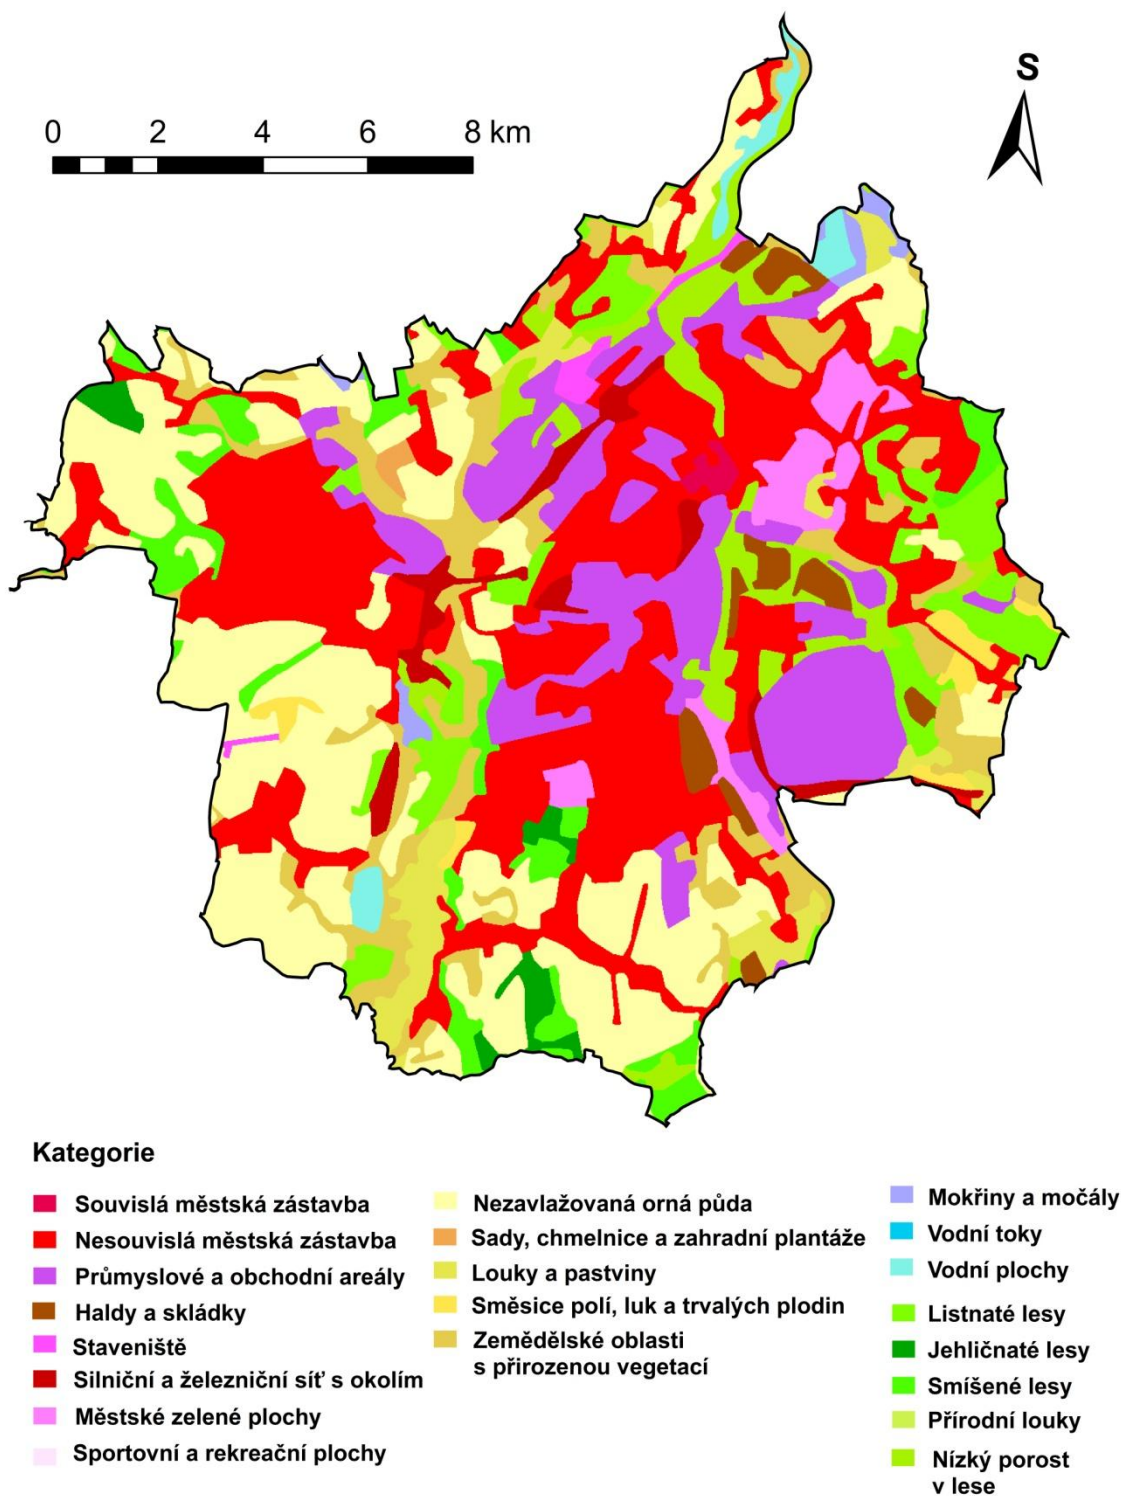 S
0 2 4 6 8 km
Kategorie
Souvislá městská zástavba
Nesouvislá městská zástavba
Průmyslové a obchodní areály
Haldy a skládky
Staveniště
Silniční a železniční síť s okolím
Městské zelené plochy
Sportovní a rekreační plochy
Nezavlažovaná orná půda
Sady, chmelnice a zahradní plantáže
Louky a pastviny
Směsice polí, luk a trvalých plodin
Zemědělské oblasti
s přirozenou vegetací
Mokřiny a močály
Vodní toky
Vodní plochy
Listnaté lesy
Jehličnaté lesy
Smíšené lesy
Přírodní louky
Nízký porost
v lese